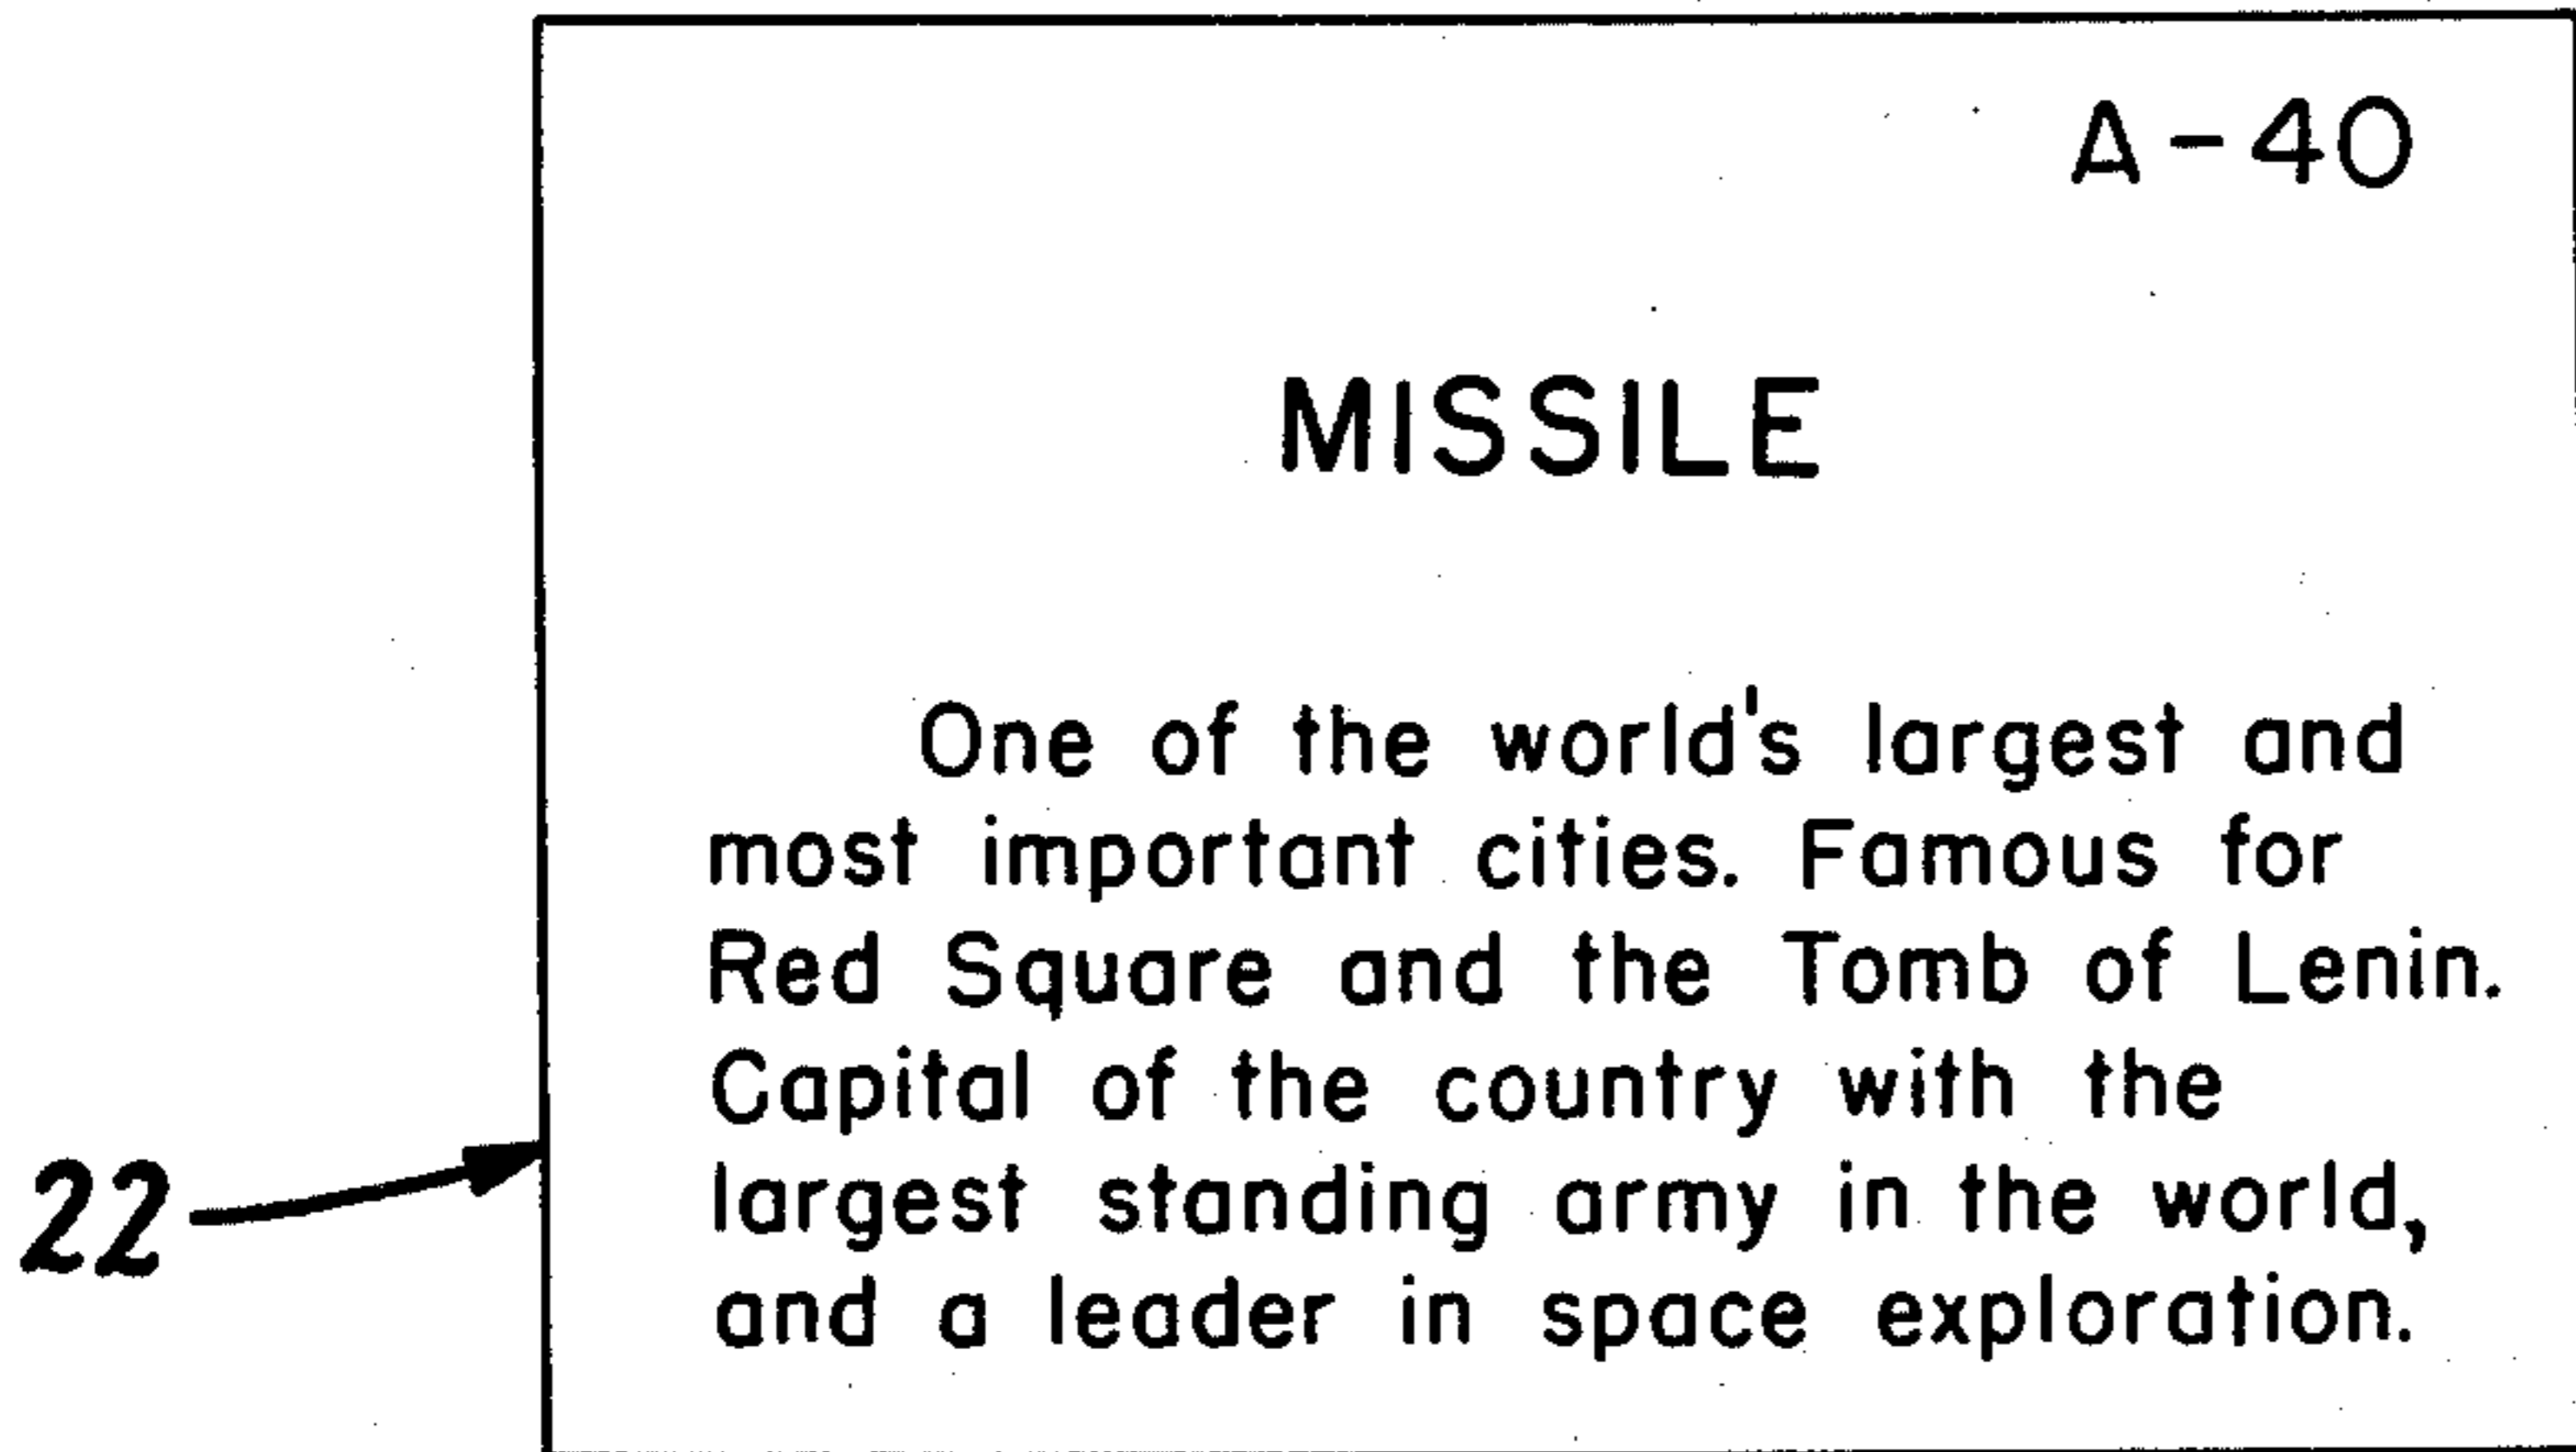 A-40
MISSILE
One of the world's largest and
most important cities. Famous for
Red Square and the Tomb of Lenin.
Capital of the country with the
largest standing army in the world,
and a leader in space exploration.
22